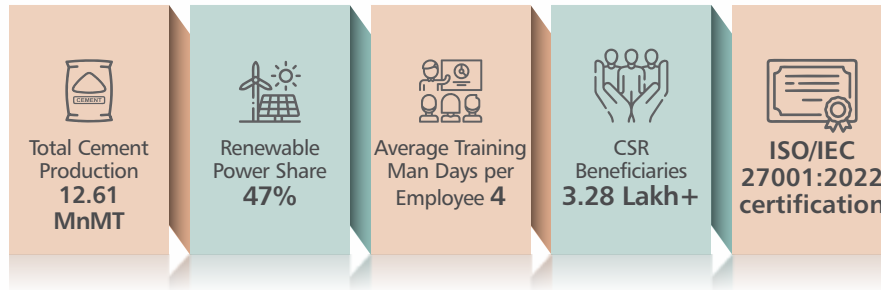 CEMENT
Total Cement
Production
12.61
MnMT
Renewable
Power Share
47%
Average Training
Man Days per
Employee 4
CSR
Beneficiaries
3.28 Lakh+
ISO/IEC
27001:2022
certification